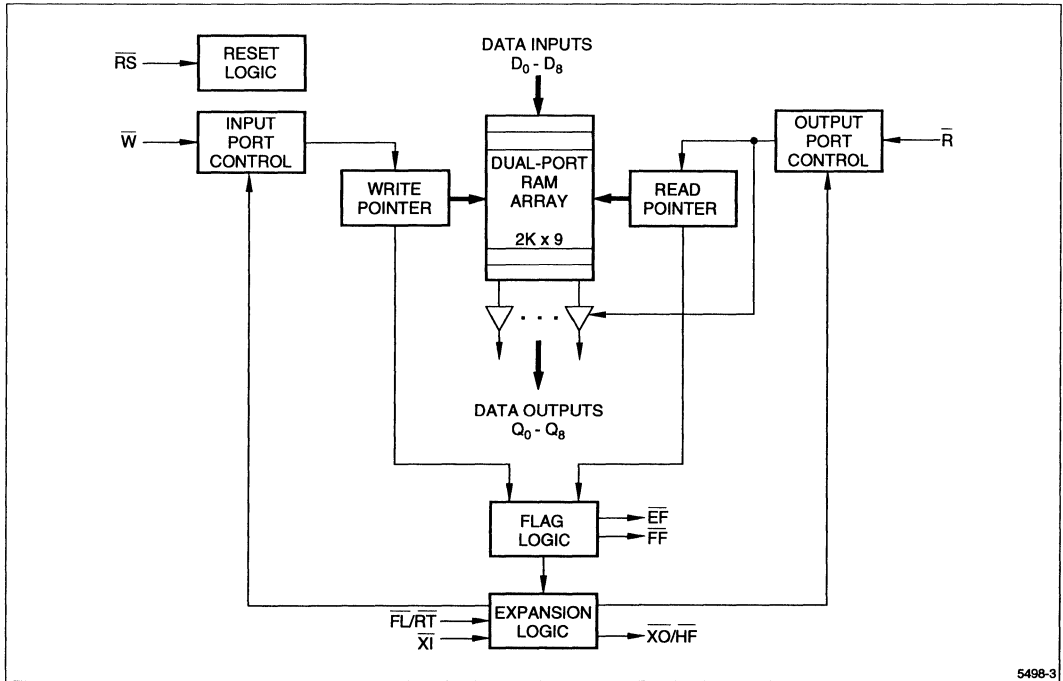 RS
RESET
LOGIC
DATA INPUTS
D₀ - D₈
W
INPUT
PORT
CONTROL
OUTPUT
PORT
CONTROL
R
WRITE
POINTER
DUAL-PORT
RAM
ARRAY
2K x 9
READ
POINTER
. . .
DATA OUTPUTS
Q₀ - Q₈
FLAG
LOGIC
EF
FF
FL/RT
XI
EXPANSION
LOGIC
XO/HF
5498-3